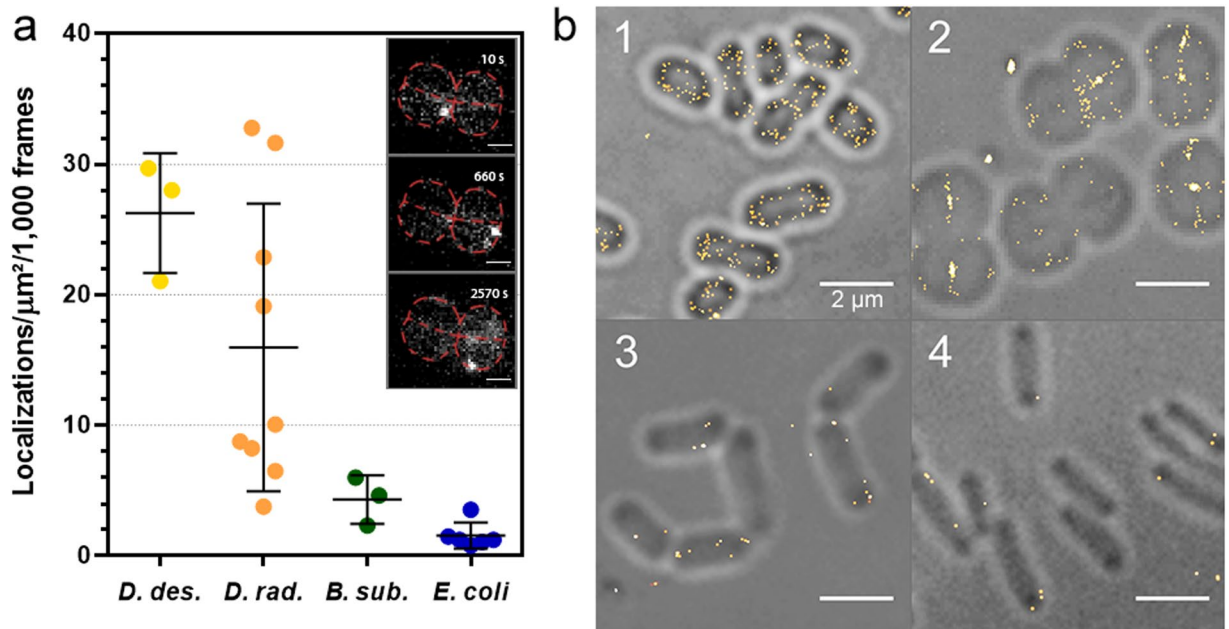 a
Localizations/μm²/1,000 frames
40
30
20
10
0
10 s
660 s
2570 s
D. des.
D. rad.
B. sub.
E. coli
b
1
2 μm
2
3
4